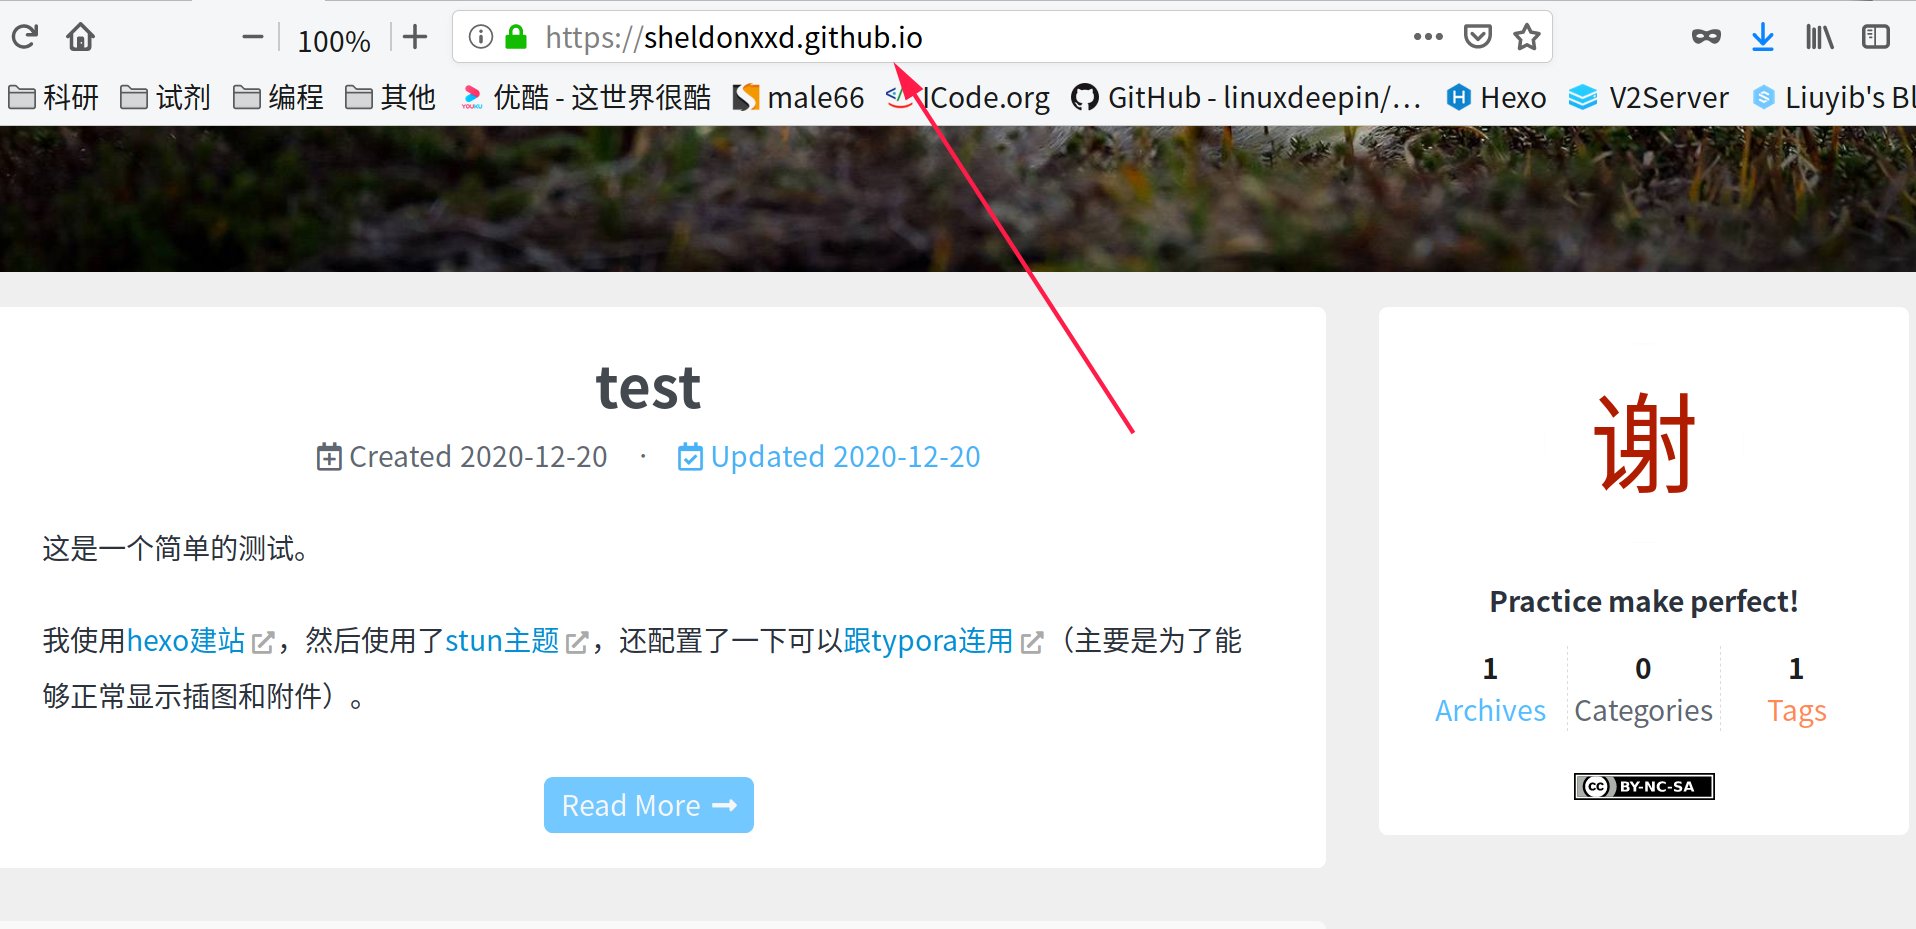 100%
https://sheldonxxd.github.io
科研 试剂 编程 其他 YOUKU 优酷 - 这世界很酷 male66 ICode.org GitHub - linuxdeepin/... Hexo V2Server Liuyib's Bl
test
Created 2020-12-20 · Updated 2020-12-20
这是一个简单的测试。
我使用hexo建站，然后使用了stun主题，还配置了一下可以跟typora连用（主要是为了能
够正常显示插图和附件）。
Read More
谢
Practice make perfect!
1 0 1
Archives Categories Tags
cc BY-NC-SA